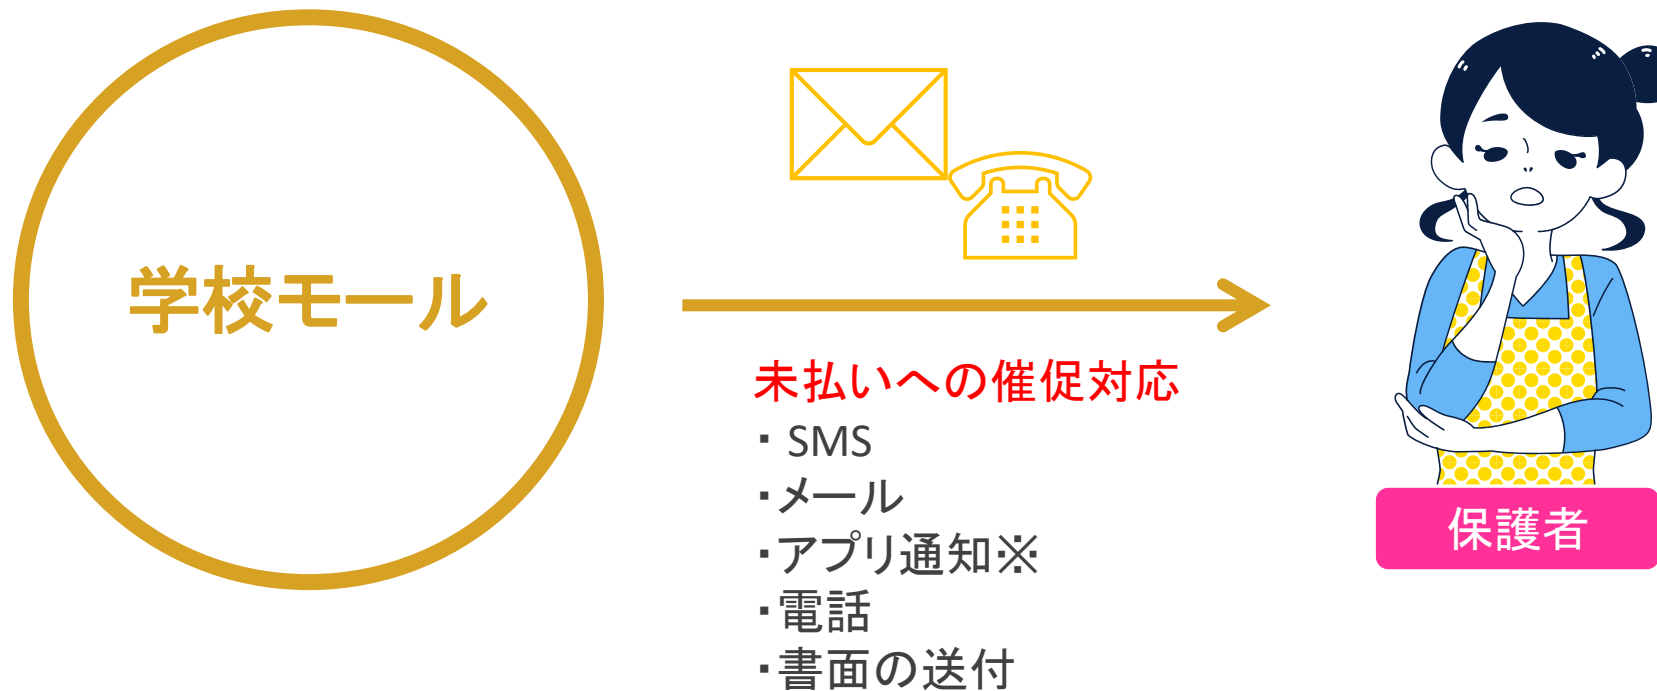 学校モール
未払いへの催促対応
・SMS
・メール
・アプリ通知※
・電話
・書面の送付
保護者